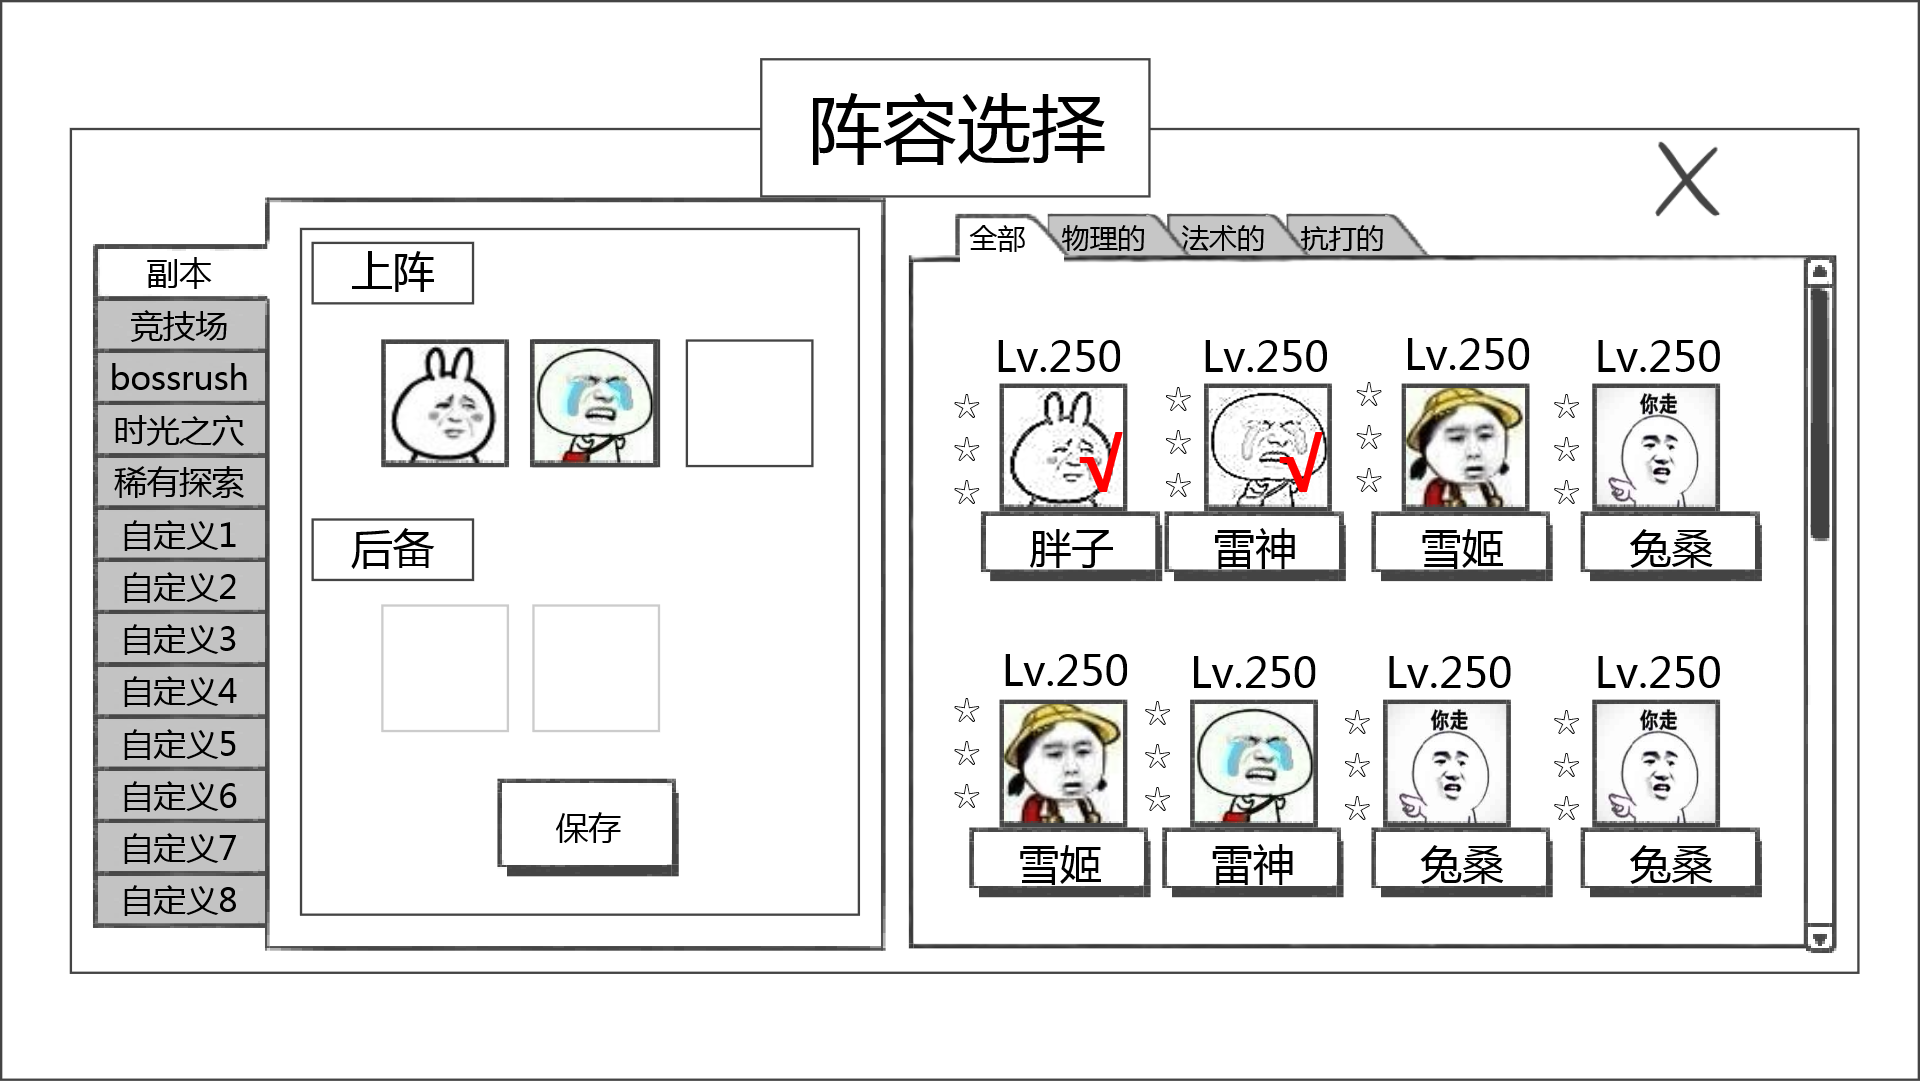 阵容选择
副本
竞技场
bossrush
时光之穴
稀有探索
自定义1
自定义2
自定义3
自定义4
自定义5
自定义6
自定义7
自定义8
上阵
后备
保存
全部 物理的 法术的 抗打的
Lv.250 Lv.250 Lv.250 Lv.250
你走
胖子 雷神 雪姬 兔桑
Lv.250 Lv.250 Lv.250 Lv.250
你走 你走
雪姬 雷神 兔桑 兔桑